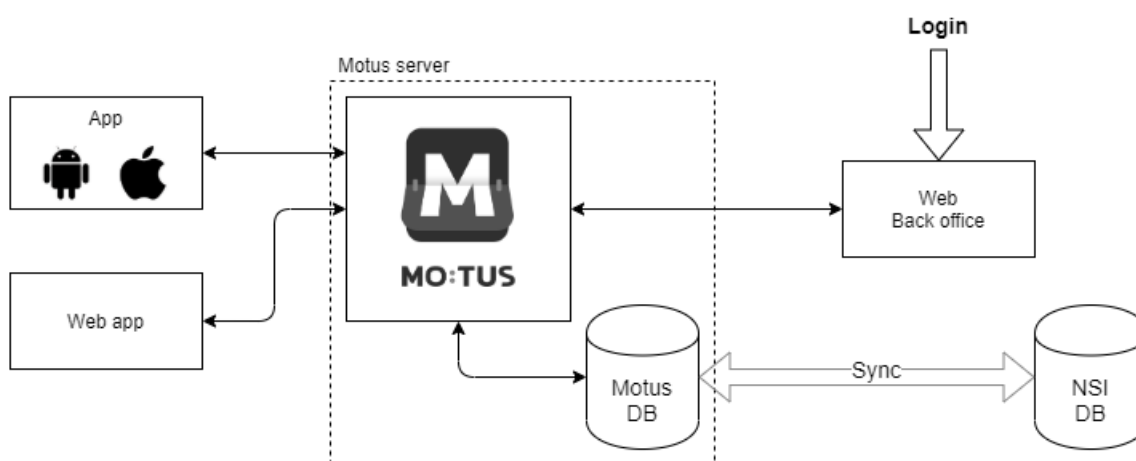 Login
Motus server
App
M
MO:TUS
Web
Back office
Web app
Motus
DB
Sync
NSI
DB